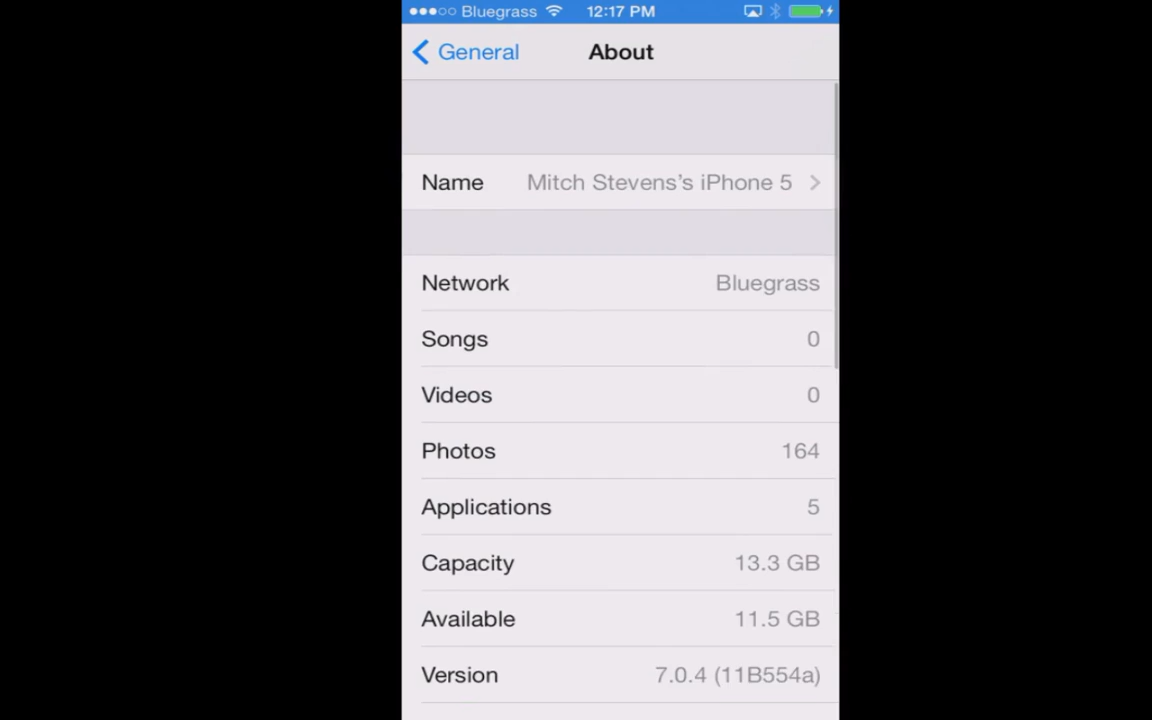 Bluegrass 12:17 PM
General About
Name Mitch Stevens's iPhone 5
Network Bluegrass
Songs 0
Videos 0
Photos 164
Applications 5
Capacity 13.3 GB
Available 11.5 GB
Version 7.0.4 (11B554a)